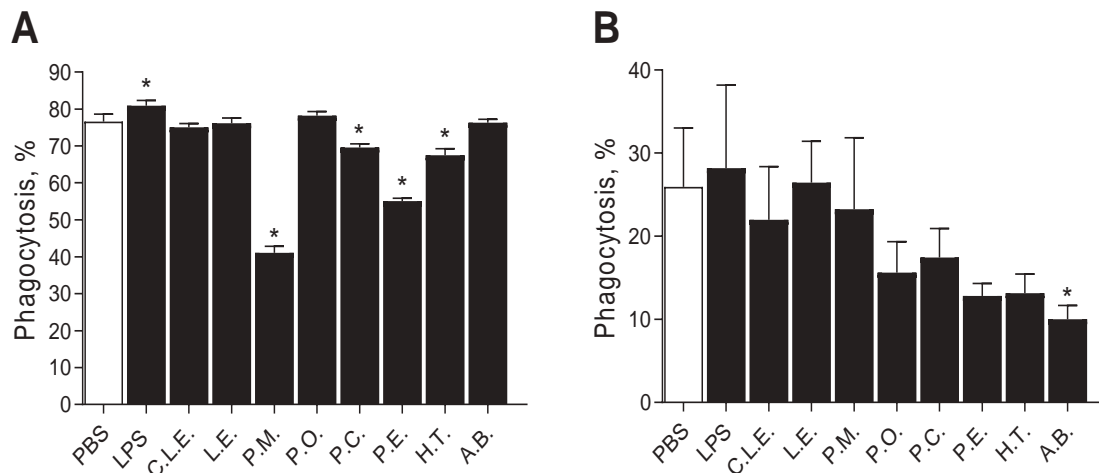 A
Phagocytosis, %
90
80
70
60
50
40
30
20
10
0
*
*
*
*
*
PBS
LPS
C.L.E.
L.E.
P.M.
P.O.
P.C.
P.E.
H.T.
A.B.
B
Phagocytosis, %
40
30
20
10
0
*
PBS
LPS
C.L.E.
L.E.
P.M.
P.O.
P.C.
P.E.
H.T.
A.B.